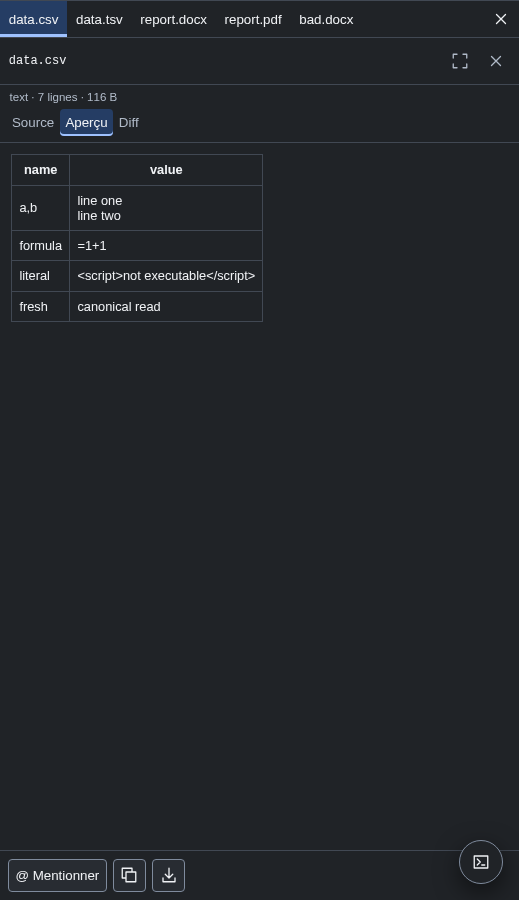 data.csv data.tsv report.docx report.pdf bad.docx
data.csv
text · 7 lignes · 116 B
Source Aperçu Diff
name value
a,b line one
line two
formula =1+1
literal <script>not executable</script>
fresh canonical read
@ Mentionner